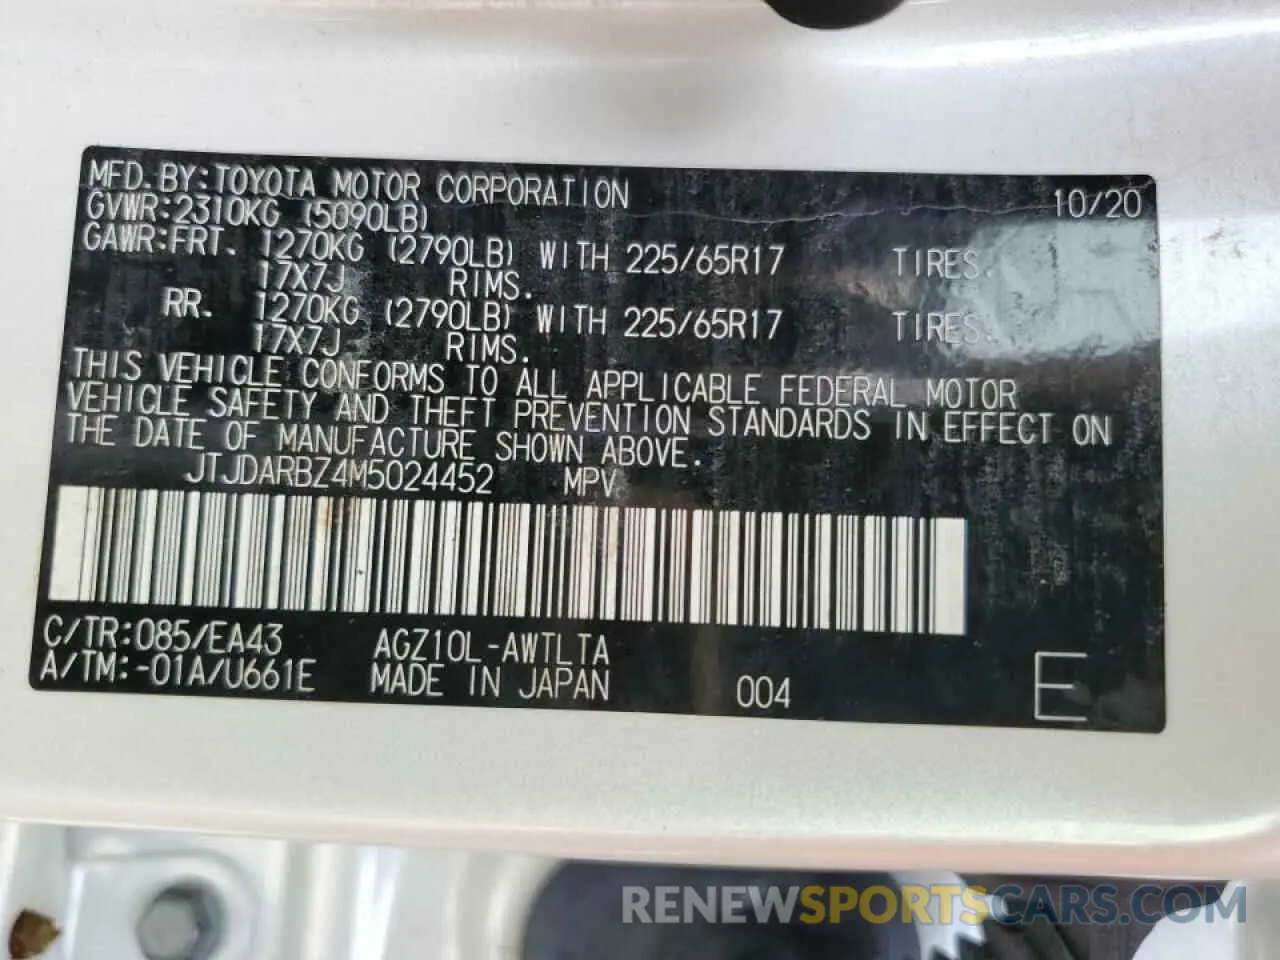 MFD. BY:TOYOTA MOTOR CORPORATION 10/20
GVWR:2310KG (5090LB)
GAWR:FRT. 1270KG (2790LB) WITH 225/65R17 TIRES.
17X7J RIMS.
RR. 1270KG (2790LB) WITH 225/65R17 TIRES.
17X7J RIMS.
THIS VEHICLE CONFORMS TO ALL APPLICABLE FEDERAL MOTOR
VEHICLE SAFETY AND THEFT PREVENTION STANDARDS IN EFFECT ON
THE DATE OF MANUFACTURE SHOWN ABOVE.
JTJDARBZ4M5024452 MPV
C/TR:085/EA43 AGZ10L-AWTLTA
A/TM:-01A/U661E MADE IN JAPAN 004 E
RENEWSPORTSCARS.COM